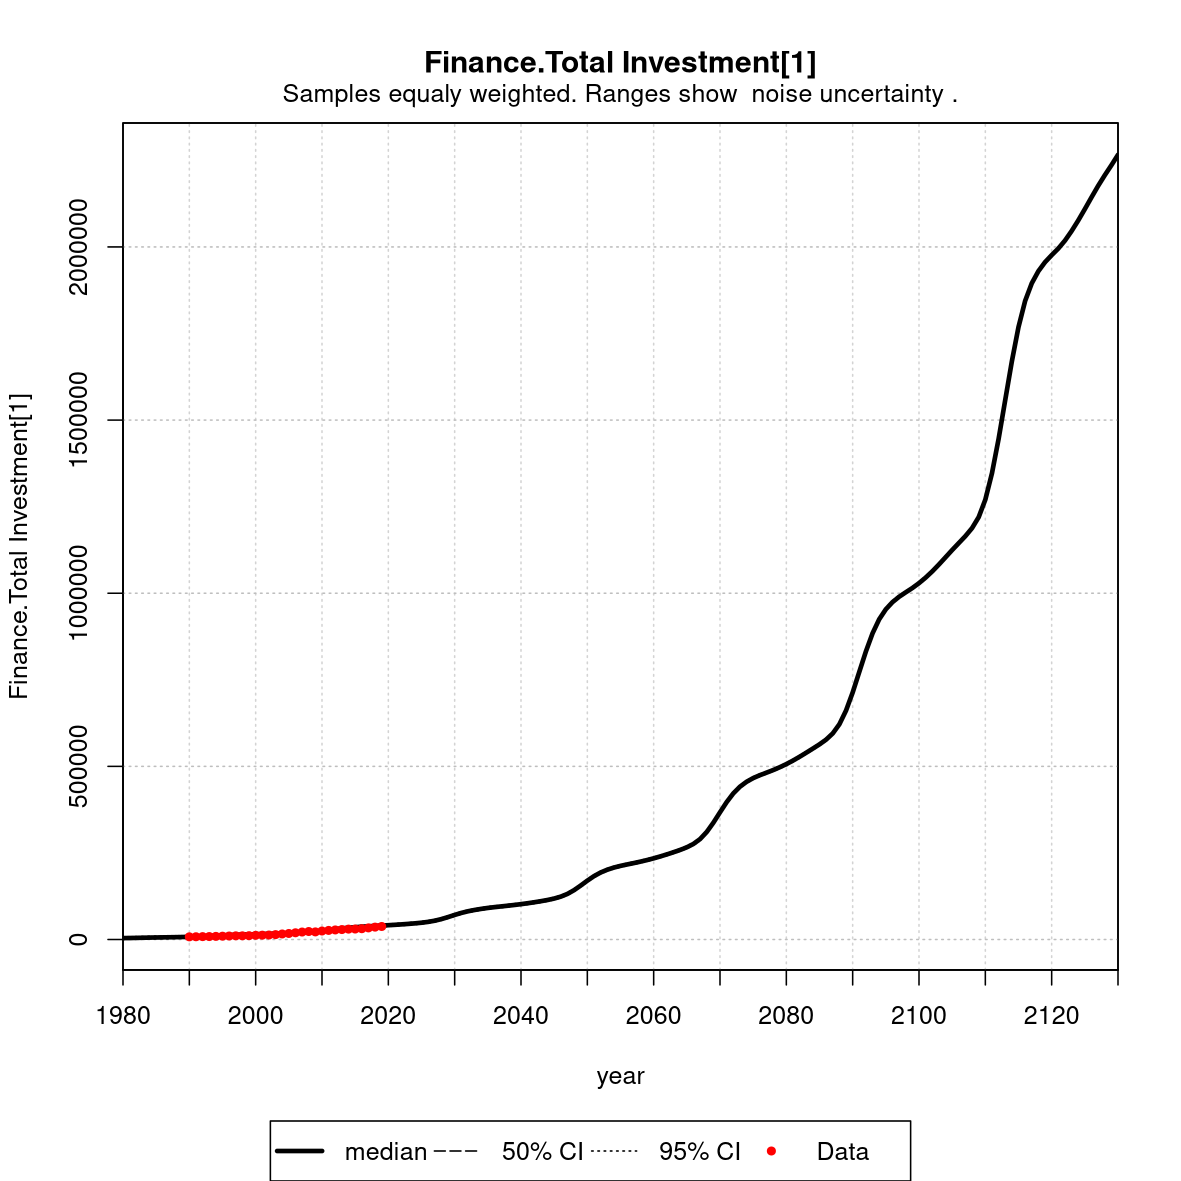 Finance.Total Investment[1]
Samples equaly weighted. Ranges show  noise uncertainty .
Finance.Total Investment[1]
2000000
1500000
1000000
500000
0
1980 2000 2020 2040 2060 2080 2100 2120
year
median 50% CI 95% CI Data